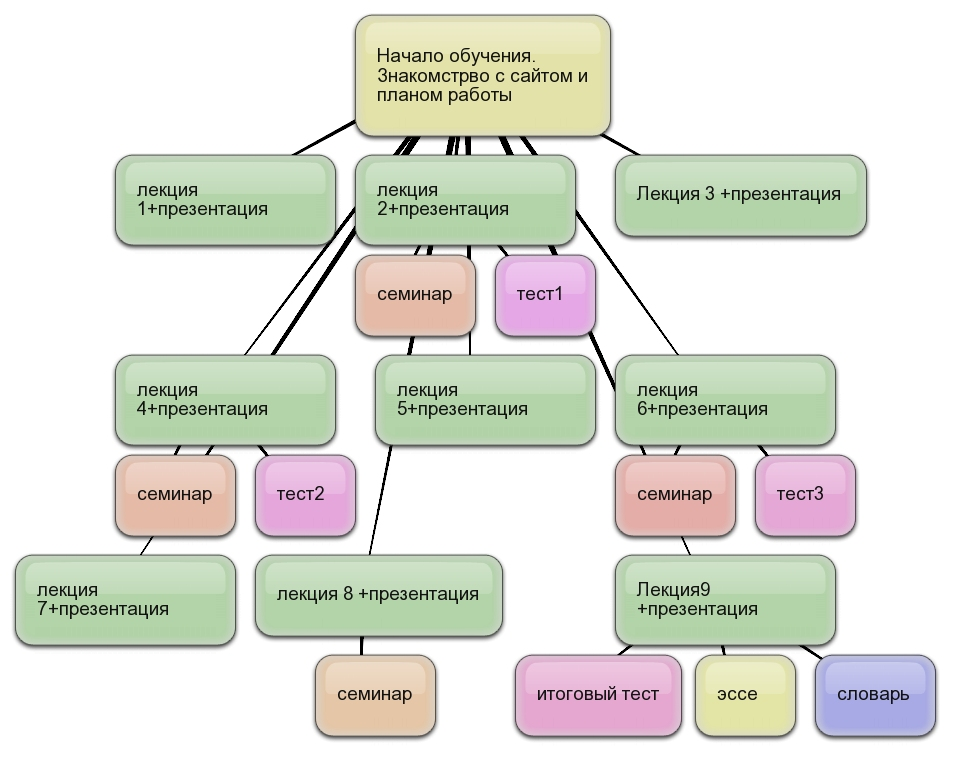 Начало обучения.
Знакомстрво с сайтом и
планом работы
лекция
1+презентация
лекция
2+презентация
Лекция 3 +презентация
семинар
тест1
лекция
4+презентация
лекция
5+презентация
лекция
6+презентация
семинар
тест2
семинар
тест3
лекция
7+презентация
лекция 8 +презентация
Лекция9
+презентация
семинар
итоговый тест
эссе
словарь